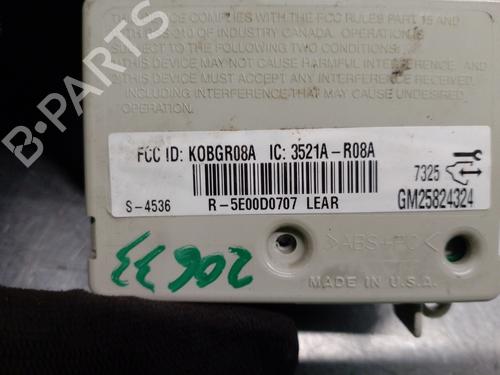 DEVICE COMPLIES WITH FCC RULES PART 15 AND
RSS-210 OF INDUSTRY CANADA. OPERATION IS
SUBJECT TO THE FOLLOWING TWO CONDITIONS:
THIS DEVICE MAY NOT CAUSE HARMFUL INTERFERENCE, AND
THIS DEVICE MUST ACCEPT ANY INTERFERENCE RECEIVED,
INCLUDING INTERFERENCE THAT MAY CAUSE UNDESIRED
OPERATION.
FCC ID: KOBGR08A IC: 3521A-R08A
7325
S-4536 R-5E00D0707 LEAR GM25824324
>ABS+PC<
MADE IN U.S.A.
20633
B-PARTS